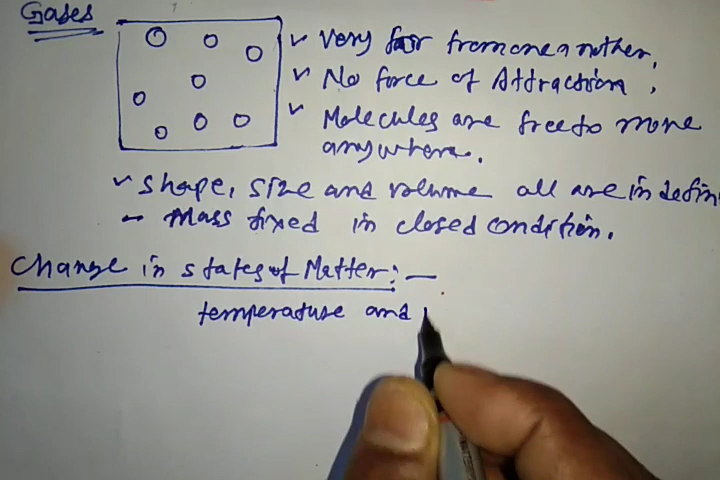 Gases
✓ Very far from one another.
✓ No force of Attraction.
✓ Molecules are free to move
anywhere.
✓ shape, size and volume all are indefin
– Mass fixed in closed condition.
Change in states of Matter: –
temperature and